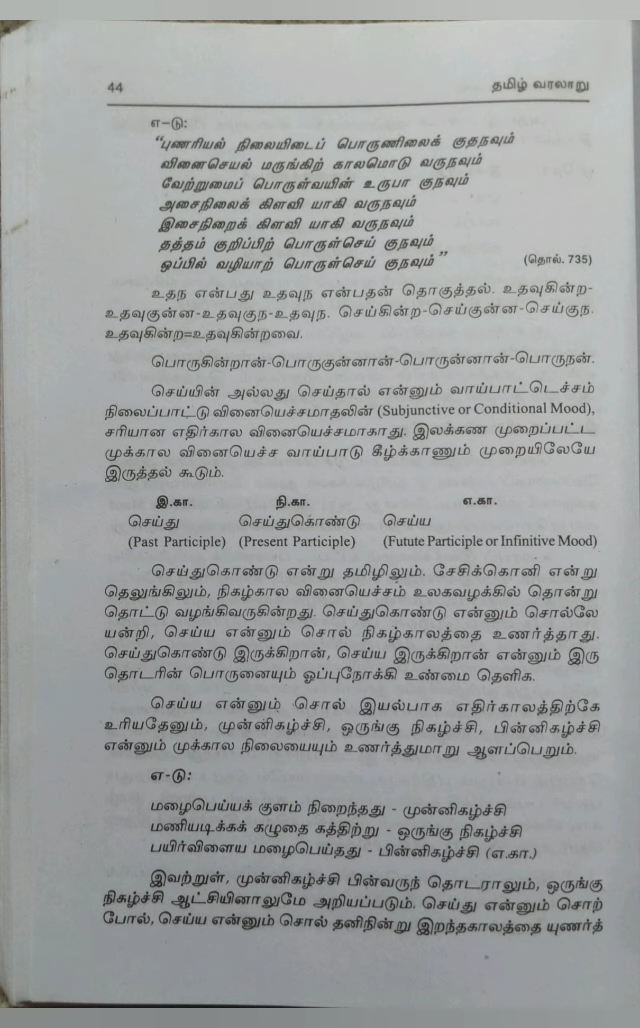 44 தமிழ் வரலாறு
எ-டு:
“புணரியல் நிலையிடைப் பொருணிலைக் குதநவும்
வினைசெயல் மருங்கிற் காலமொடு வருநவும்
வேற்றுமைப் பொருள்வயின் உருபா குநவும்
அசைநிலைக் கிளவி யாகி வருநவும்
இசைநிறைக் கிளவி யாகி வருநவும்
தத்தம் குறிப்பிற் பொருள்செய் குநவும்
ஒப்பில் வழியாற் பொருள்செய் குநவும்” (தொல். 735)
உதந என்பது உதவுந என்பதன் தொகுத்தல். உதவுகின்ற-
உதவுகுன்ன-உதவுகுந-உதவுந. செய்கின்ற-செய்குன்ன-செய்குந.
உதவுகின்ற=உதவுகின்றவை.
பொருகின்றான்-பொருகுன்னான்-பொருன்னான்-பொருநன்.
செய்யின் அல்லது செய்தால் என்னும் வாய்பாட்டெச்சம்
நிலைப்பாட்டு வினையெச்சமாதலின் (Subjunctive or Conditional Mood),
சரியான எதிர்கால வினையெச்சமாகாது. இலக்கண முறைப்பட்ட
முக்கால வினையெச்ச வாய்பாடு கீழ்க்காணும் முறையிலேயே
இருத்தல் கூடும்.
இ.கா. நி.கா. எ.கா.
செய்து செய்துகொண்டு செய்ய
(Past Participle) (Present Participle) (Futute Participle or Infinitive Mood)
செய்துகொண்டு என்று தமிழிலும். சேசிக்கொனி என்று
தெலுங்கிலும், நிகழ்கால வினையெச்சம் உலகவழக்கில் தொன்று
தொட்டு வழங்கிவருகின்றது. செய்துகொண்டு என்னும் சொல்லே
யன்றி, செய்ய என்னும் சொல் நிகழ்காலத்தை உணர்த்தாது.
செய்துகொண்டு இருக்கிறான், செய்ய இருக்கிறான் என்னும் இரு
தொடரின் பொருனையும் ஓப்புநோக்கி உண்மை தெளிக.
செய்ய என்னும் சொல் இயல்பாக எதிர்காலத்திற்கே
உரியதேனும், முன்னிகழ்ச்சி, ஒருங்கு நிகழ்ச்சி, பின்னிகழ்ச்சி
என்னும் முக்கால நிலையையும் உணர்த்துமாறு ஆளப்பெறும்.
எ-டு:
மழைபெய்யக் குளம் நிறைந்தது - முன்னிகழ்ச்சி
மணியடிக்கக் கழுதை கத்திற்று - ஒருங்கு நிகழ்ச்சி
பயிர்விளைய மழைபெய்தது - பின்னிகழ்ச்சி (எ.கா.)
இவற்றுள், முன்னிகழ்ச்சி பின்வருந் தொடராலும், ஒருங்கு
நிகழ்ச்சி ஆட்சியினாலுமே அறியப்படும். செய்து என்னும் சொற்
போல், செய்ய என்னும் சொல் தனிநின்று இறந்தகாலத்தை யுணர்த்